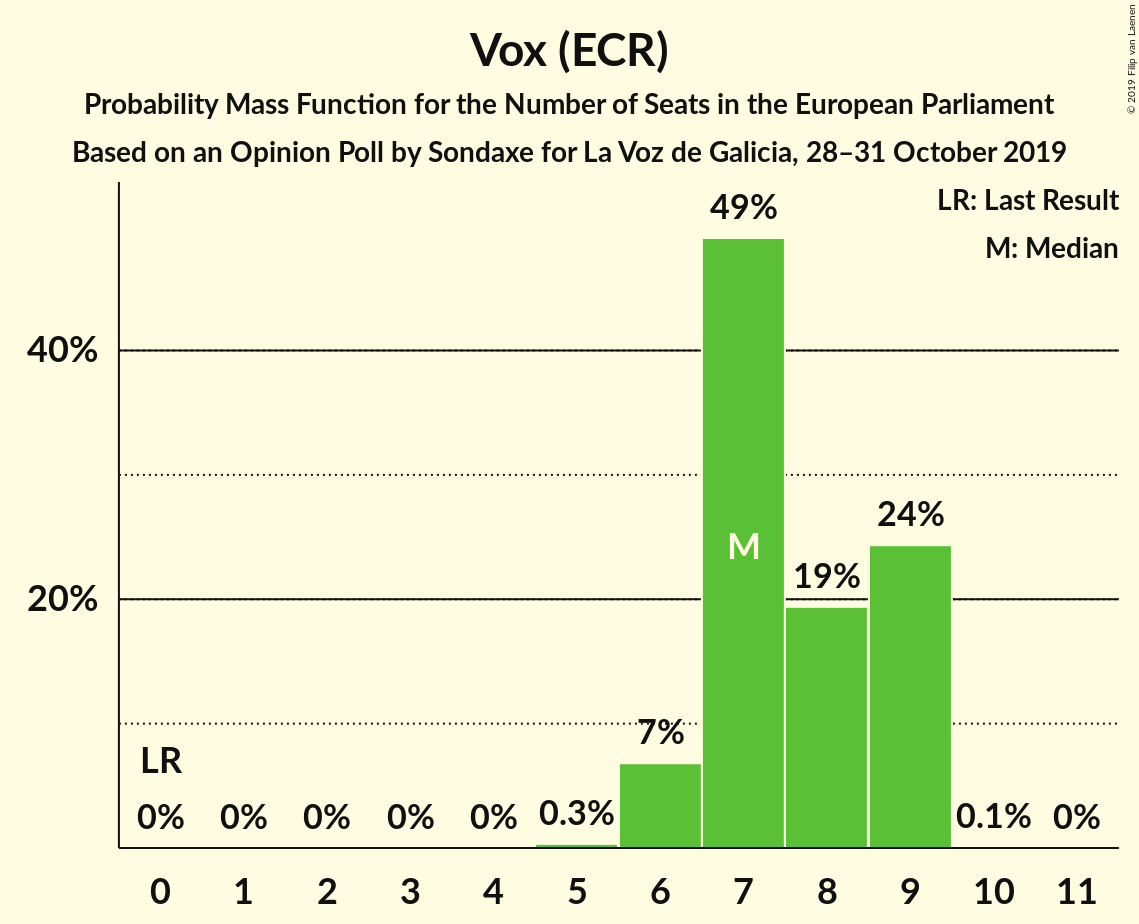 Vox (ECR)
Probability Mass Function for the Number of Seats in the European Parliament
Based on an Opinion Poll by Sondaxe for La Voz de Galicia, 28–31 October 2019
© 2019 Filip van Laenen
LR: Last Result
M: Median
49%
40%
24%
M
19%
20%
7%
LR
0% 0% 0% 0% 0% 0.3% 0.1% 0%
0 1 2 3 4 5 6 7 8 9 10 11